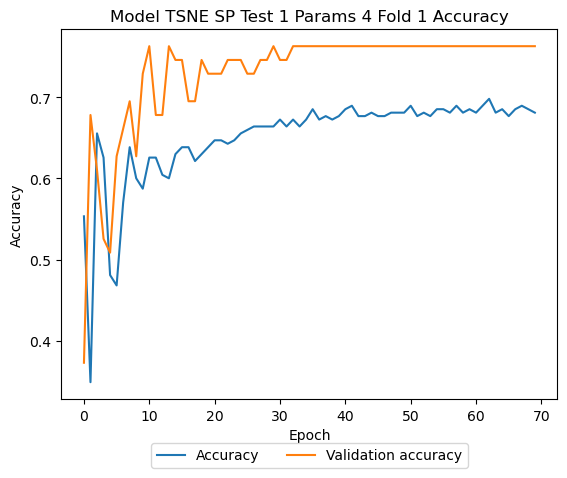 Model TSNE SP Test 1 Params 4 Fold 1 Accuracy
Accuracy
0.7
0.6
0.5
0.4
0 10 20 30 40 50 60 70
Epoch
Accuracy Validation accuracy